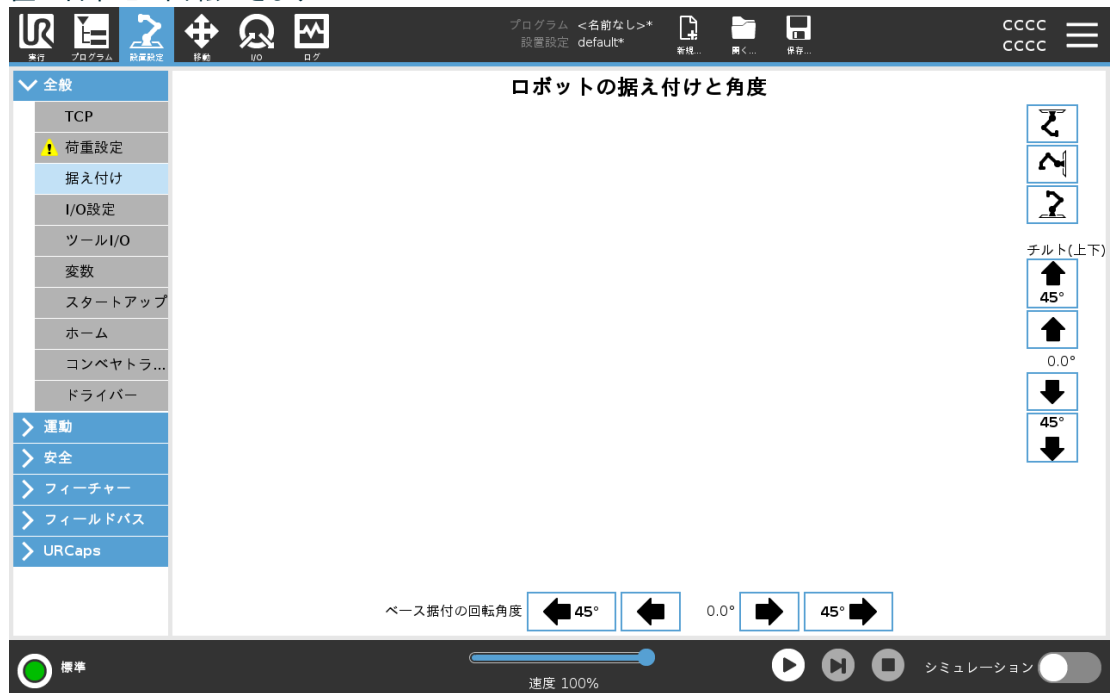 プログラム <名前なし>*
設置設定 default*
実行 プログラム 設置設定 移動 I/O ログ
新規... 開く... 保存...
CCCC
CCCC
全般
TCP
荷重設定
据え付け
I/O設定
ツールI/O
変数
スタートアップ
ホーム
コンベヤトラ...
ドライバー
運動
安全
フィーチャー
フィールドバス
URCaps
ロボットの据え付けと角度
チルト(上下)
45°
0.0°
45°
ベース据付の回転角度 45° 0.0° 45°
標準
速度 100%
シミュレーション